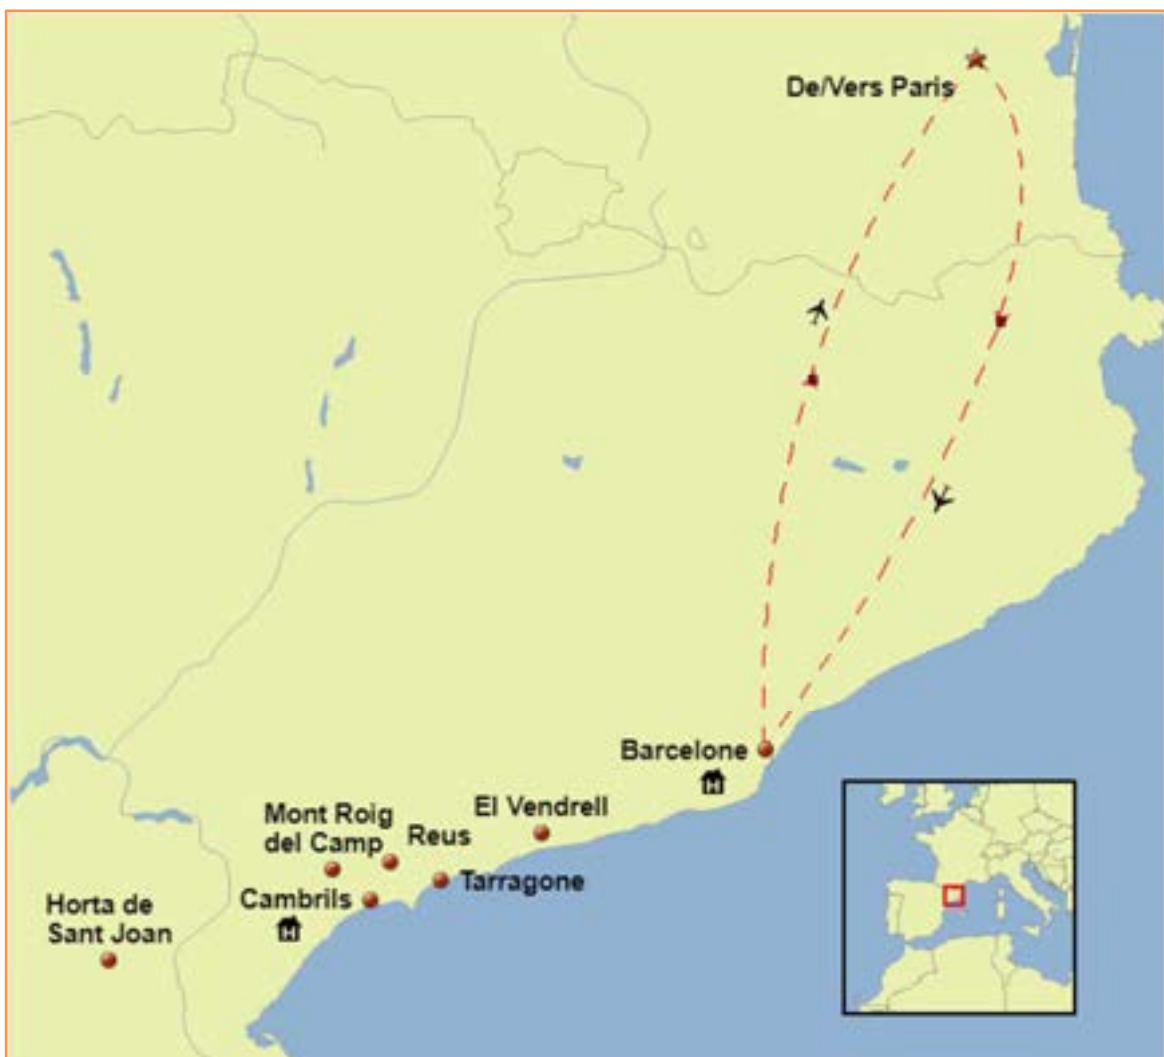 De/Vers Paris
Barcelone
H
El Vendrell
Mont Roig
del Camp
Reus
Tarragone
Cambrils
H
Horta de
Sant Joan